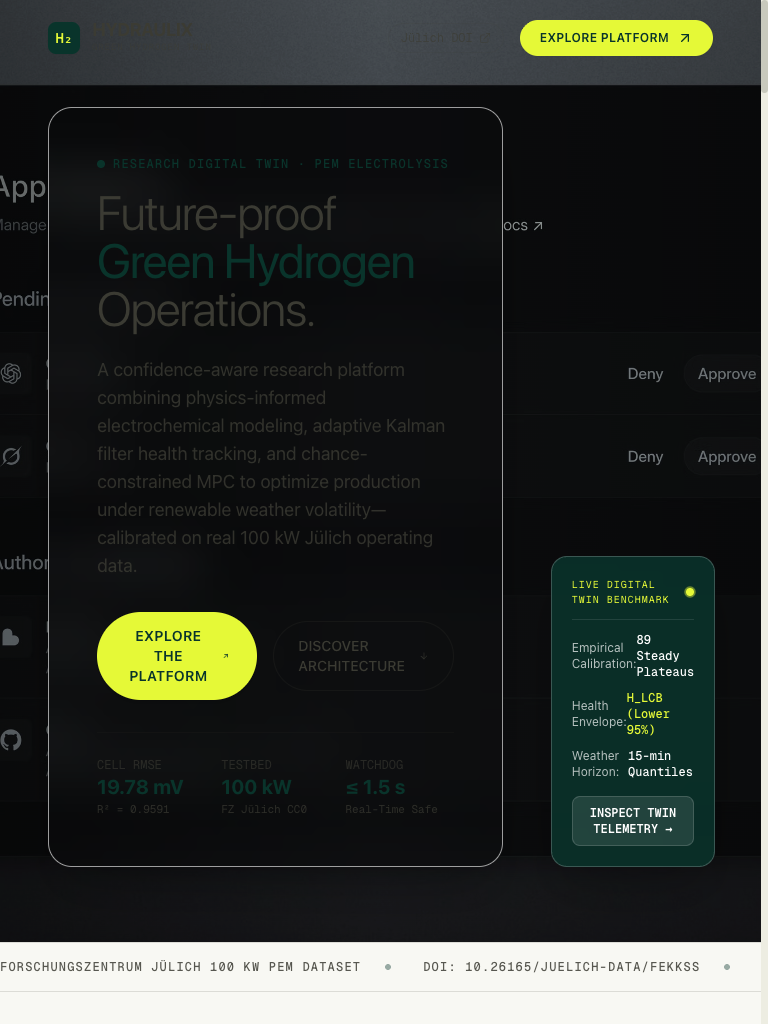 H₂
EXPLORE PLATFORM ↗
App
Manage
ocs ↗
Pendin
Deny
Approve
Deny
Approve
Author
RESEARCH DIGITAL TWIN · PEM ELECTROLYSIS
Future-proof
Green Hydrogen
Operations.
A confidence-aware research platform
combining physics-informed
electrochemical modeling, adaptive Kalman
filter health tracking, and chance-
constrained MPC to optimize production
under renewable weather volatility—
calibrated on real 100 kW Jülich operating
data.
EXPLORE
THE
PLATFORM ↗
DISCOVER
ARCHITECTURE ↓
CELL RMSE
19.78 mV
R² = 0.9591
TESTBED
100 kW
FZ Jülich CC0
WATCHDOG
≤ 1.5 s
Real-Time Safe
LIVE DIGITAL
TWIN BENCHMARK
Empirical
Calibration:
89
Steady
Plateaus
Health
Envelope:
H_LCB
(Lower
95%)
Weather
Horizon:
15-min
Quantiles
INSPECT TWIN
TELEMETRY →
FORSCHUNGSZENTRUM JÜLICH 100 KW PEM DATASET • DOI: 10.26165/JUELICH-DATA/FEKKSS •